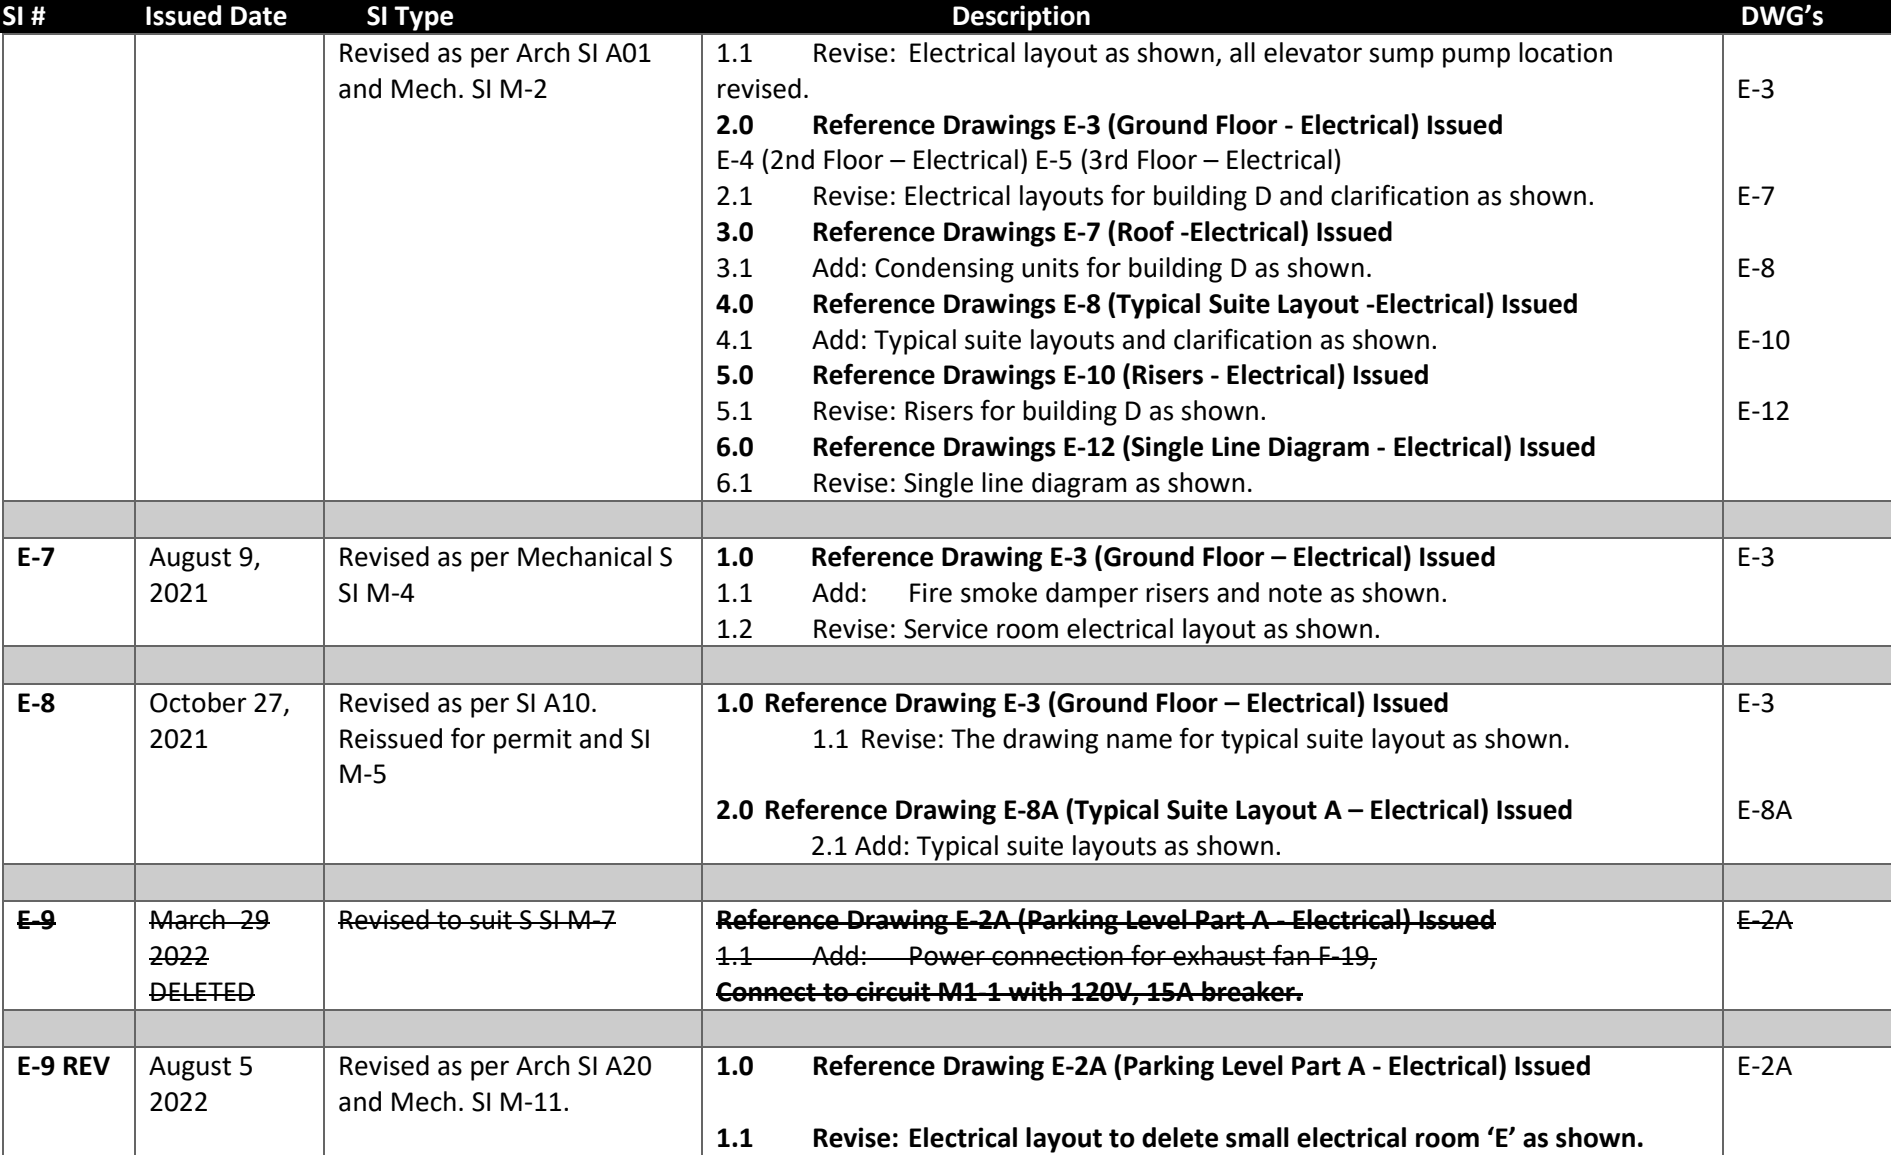 SI # Issued Date SI Type Description DWG's
Revised as per Arch SI A01
and Mech. SI M-2
1.1 Revise: Electrical layout as shown, all elevator sump pump location
revised.
2.0 Reference Drawings E-3 (Ground Floor - Electrical) Issued
E-4 (2nd Floor – Electrical) E-5 (3rd Floor – Electrical)
2.1 Revise: Electrical layouts for building D and clarification as shown.
3.0 Reference Drawings E-7 (Roof -Electrical) Issued
3.1 Add: Condensing units for building D as shown.
4.0 Reference Drawings E-8 (Typical Suite Layout -Electrical) Issued
4.1 Add: Typical suite layouts and clarification as shown.
5.0 Reference Drawings E-10 (Risers - Electrical) Issued
5.1 Revise: Risers for building D as shown.
6.0 Reference Drawings E-12 (Single Line Diagram - Electrical) Issued
6.1 Revise: Single line diagram as shown.
E-3
E-7
E-8
E-10
E-12
E-7
August 9,
2021
Revised as per Mechanical S
SI M-4
1.0 Reference Drawing E-3 (Ground Floor – Electrical) Issued
1.1 Add: Fire smoke damper risers and note as shown.
1.2 Revise: Service room electrical layout as shown.
E-3
E-8
October 27,
2021
Revised as per SI A10.
Reissued for permit and SI
M-5
1.0 Reference Drawing E-3 (Ground Floor – Electrical) Issued
1.1 Revise: The drawing name for typical suite layout as shown.
2.0 Reference Drawing E-8A (Typical Suite Layout A – Electrical) Issued
2.1 Add: Typical suite layouts as shown.
E-3
E-8A
E-9
March 29
2022
DELETED
Revised to suit S SI M-7
Reference Drawing E-2A (Parking Level Part A - Electrical) Issued
1.1 Add: Power connection for exhaust fan F-19,
Connect to circuit M1-1 with 120V, 15A breaker.
E-2A
E-9 REV
August 5
2022
Revised as per Arch SI A20
and Mech. SI M-11.
1.0 Reference Drawing E-2A (Parking Level Part A - Electrical) Issued
1.1 Revise: Electrical layout to delete small electrical room ‘E’ as shown.
E-2A